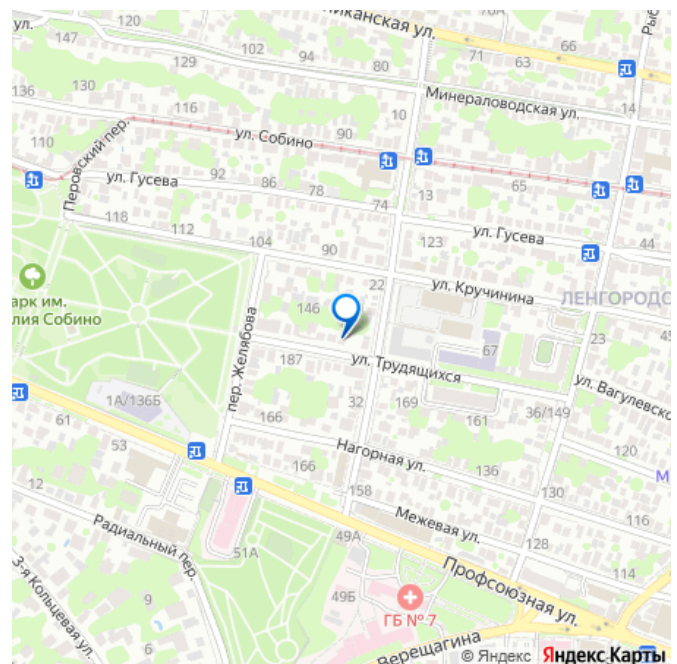 иканская ул.
76А
ул.
147
102
94
71
66
Рыб
129
80
63
130
136
116
Минераловодская ул.
14
10
ул. Собино
90
110
Перовский пер.
ул. Гусева
92
86
78
74
13
65
118
112
104
90
123
ул. Гусева
44
22
ул. Кручинина
ЛЕНГОРОДО
арк им.
лия Собино
146
23
45
пер. Желябова
187
ул. Трудящихся
67
ул. Вагулевско
1А/136Б
32
169
161
36/149
61
53
166
Нагорная ул.
120
М
166
136
12
158
130
116
Радиальный пер.
Межевая ул.
49А
51А
128
114
3-я Кольцевая ул.
9
49Б
ГБ № 7
Профсоюзная ул.
6
Верещагина
© Яндекс Яндекс Карты